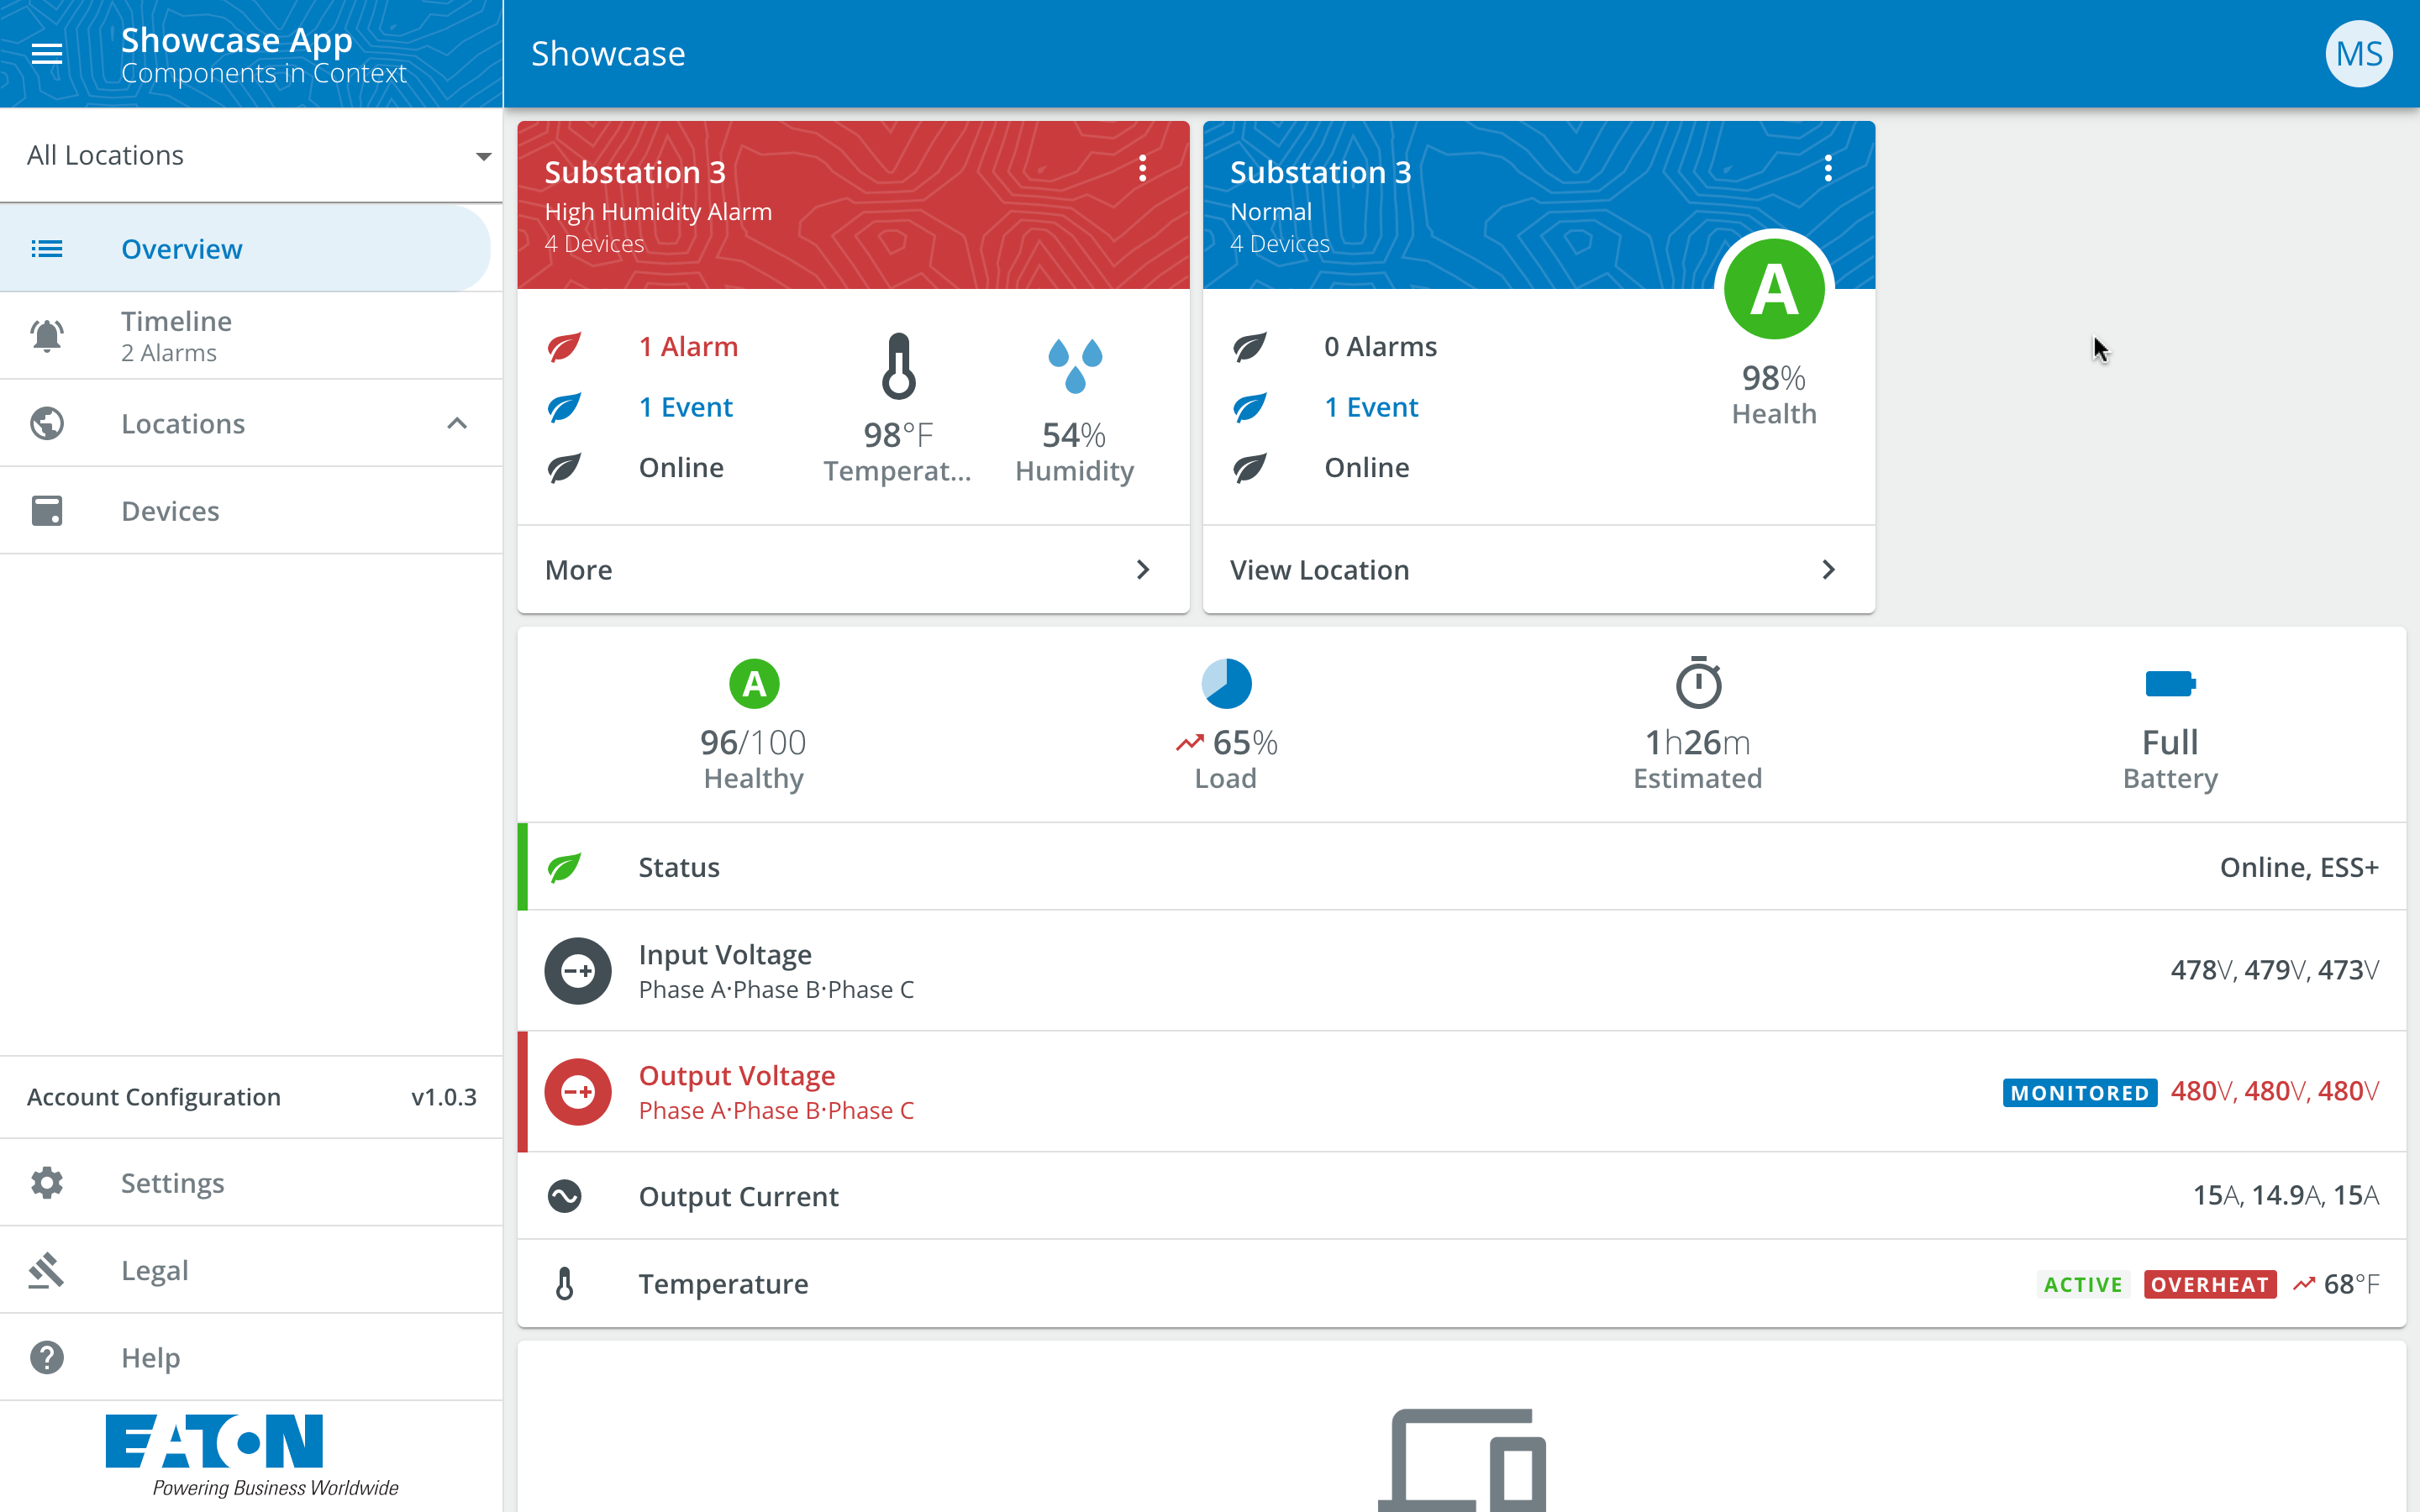 Showcase App
Components in Context
Showcase
MS
All Locations
Overview
Timeline
2 Alarms
Locations
Devices
Account Configuration v1.0.3
Settings
Legal
Help
EATON
Powering Business Worldwide
Substation 3
High Humidity Alarm
4 Devices
1 Alarm
1 Event
Online
98°F
Temperat...
54%
Humidity
More
Substation 3
Normal
4 Devices
A
0 Alarms
1 Event
Online
98%
Health
View Location
A
96/100
Healthy
65%
Load
1h26m
Estimated
Full
Battery
Status Online, ESS+
Input Voltage
Phase A·Phase B·Phase C
478V, 479V, 473V
Output Voltage
Phase A·Phase B·Phase C
MONITORED 480V, 480V, 480V
Output Current 15A, 14.9A, 15A
Temperature ACTIVE OVERHEAT 68°F